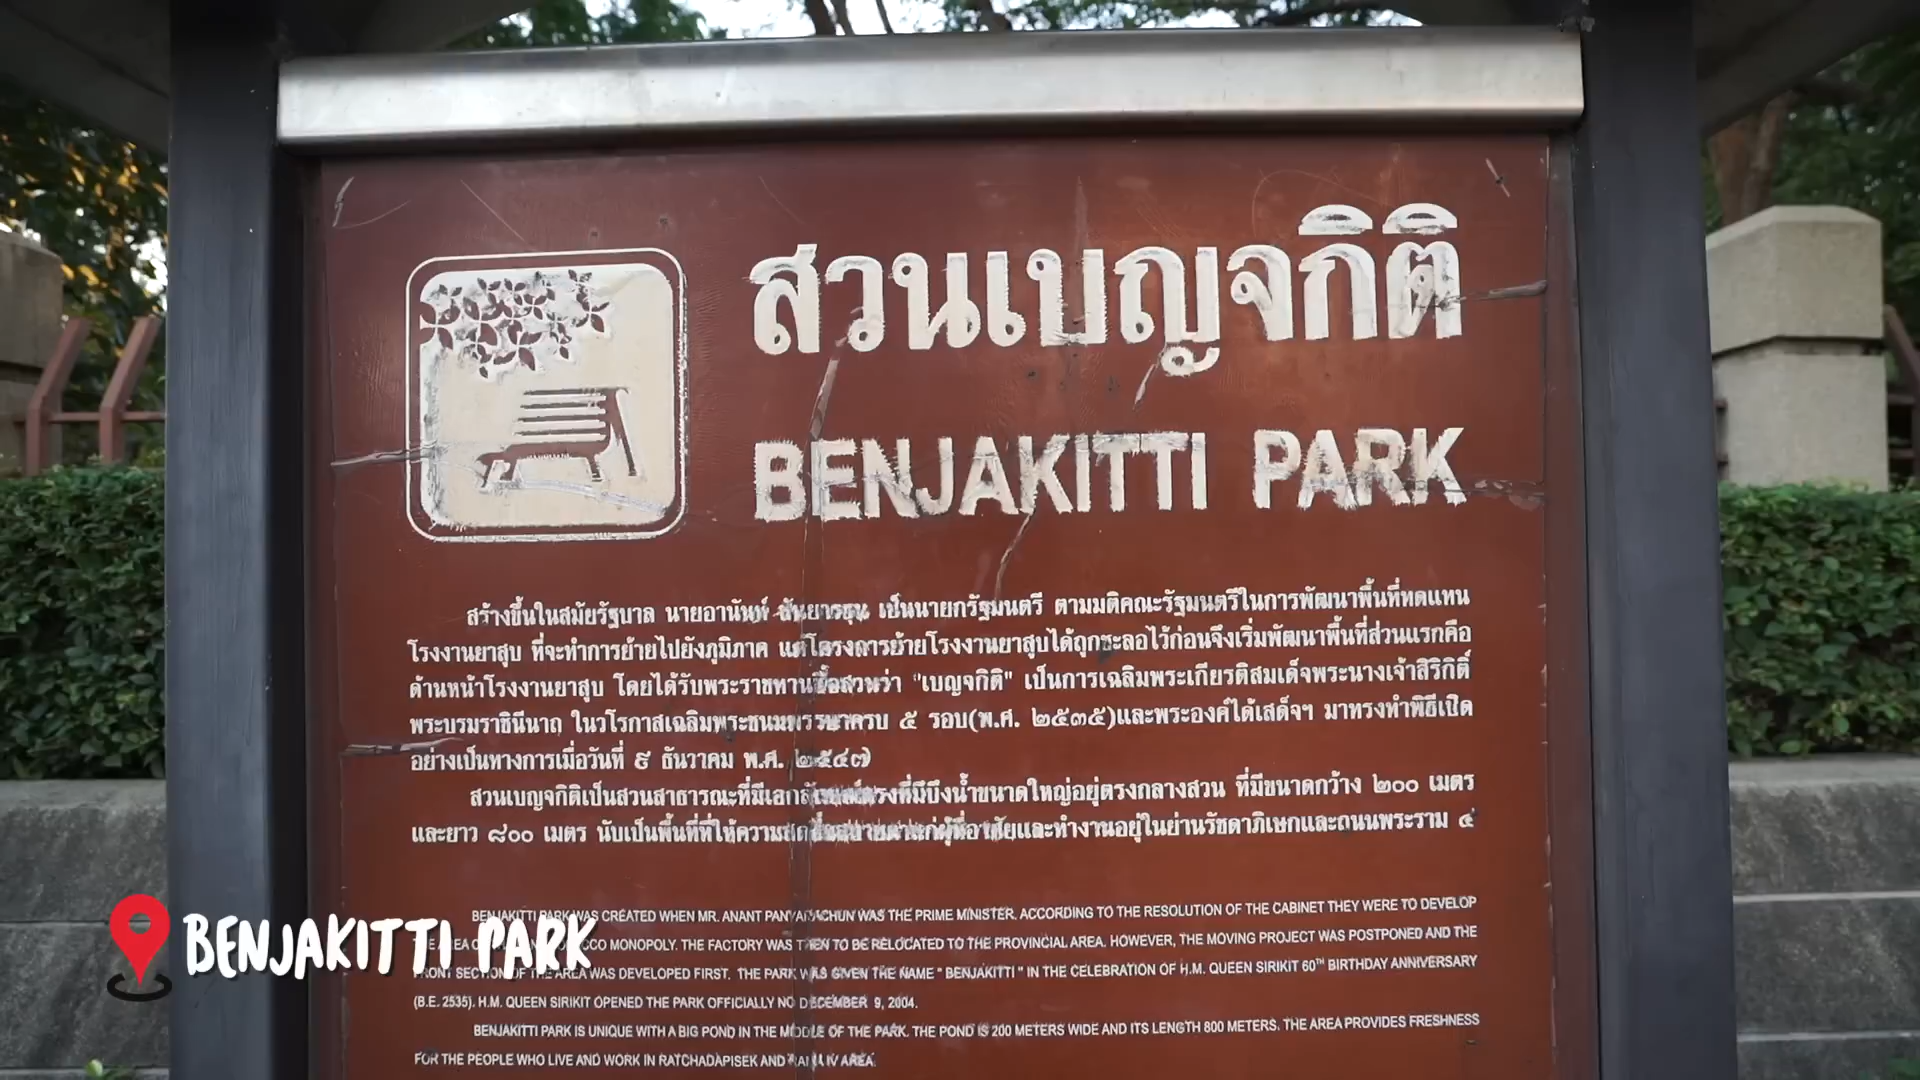 สวนเบญจกิติ
BENJAKITTI PARK
สร้างขึ้นในสมัยรัฐบาล นายอานันท์ ปันยารชุน เป็นนายกรัฐมนตรี ตามมติคณะรัฐมนตรีในการพัฒนาพื้นที่ทดแทน
โรงงานยาสูบ ที่จะทำการย้ายไปยังภูมิภาค แต่โครงการย้ายโรงงานยาสูบได้ถูกชะลอไว้ก่อนจึงเริ่มพัฒนาพื้นที่ส่วนแรกคือ
ด้านหน้าโรงงานยาสูบ โดยได้รับพระราชทานชื่อสวนว่า "เบญจกิติ" เป็นการเฉลิมพระเกียรติสมเด็จพระนางเจ้าสิริกิติ์
พระบรมราชินีนาถ ในวโรกาสเฉลิมพระชนมพรรษาครบ ๕ รอบ(พ.ศ. ๒๕๓๕)และพระองค์ได้เสด็จฯ มาทรงทำพิธีเปิด
อย่างเป็นทางการเมื่อวันที่ ๙ ธันวาคม พ.ศ. ๒๕๔๗
สวนเบญจกิติเป็นสวนสาธารณะที่มีเอกลักษณ์ตรงที่มีบึงน้ำขนาดใหญ่อยู่ตรงกลางสวน ที่มีขนาดกว้าง ๒๐๐ เมตร
และยาว ๘๐๐ เมตร นับเป็นพื้นที่ที่ให้ความสดชื่นสบายตาแก่ผู้ที่อาศัยและทำงานอยู่ในย่านรัชดาภิเษกและถนนพระราม ๔
BENJAKITTI PARK WAS CREATED WHEN MR. ANANT PANYARACHUN WAS THE PRIME MINISTER. ACCORDING TO THE RESOLUTION OF THE CABINET THEY WERE TO DEVELOP
THE AREA OF TOBACCO MONOPOLY. THE FACTORY WAS THEN TO BE RELOCATED TO THE PROVINCIAL AREA. HOWEVER, THE MOVING PROJECT WAS POSTPONED AND THE
FRONT SECTION OF THE AREA WAS DEVELOPED FIRST. THE PARK WAS GIVEN THE NAME " BENJAKITTI " IN THE CELEBRATION OF H.M. QUEEN SIRIKIT 60TH BIRTHDAY ANNIVERSARY
(B.E. 2535). H.M. QUEEN SIRIKIT OPENED THE PARK OFFICIALLY NO DECEMBER 9, 2004.
BENJAKITTI PARK IS UNIQUE WITH A BIG POND IN THE MIDDLE OF THE PARK. THE POND IS 200 METERS WIDE AND ITS LENGTH 800 METERS. THE AREA PROVIDES FRESHNESS
FOR THE PEOPLE WHO LIVE AND WORK IN RATCHADAPISEK AND RAMA IV AREA.
BENJAKITTI PARK